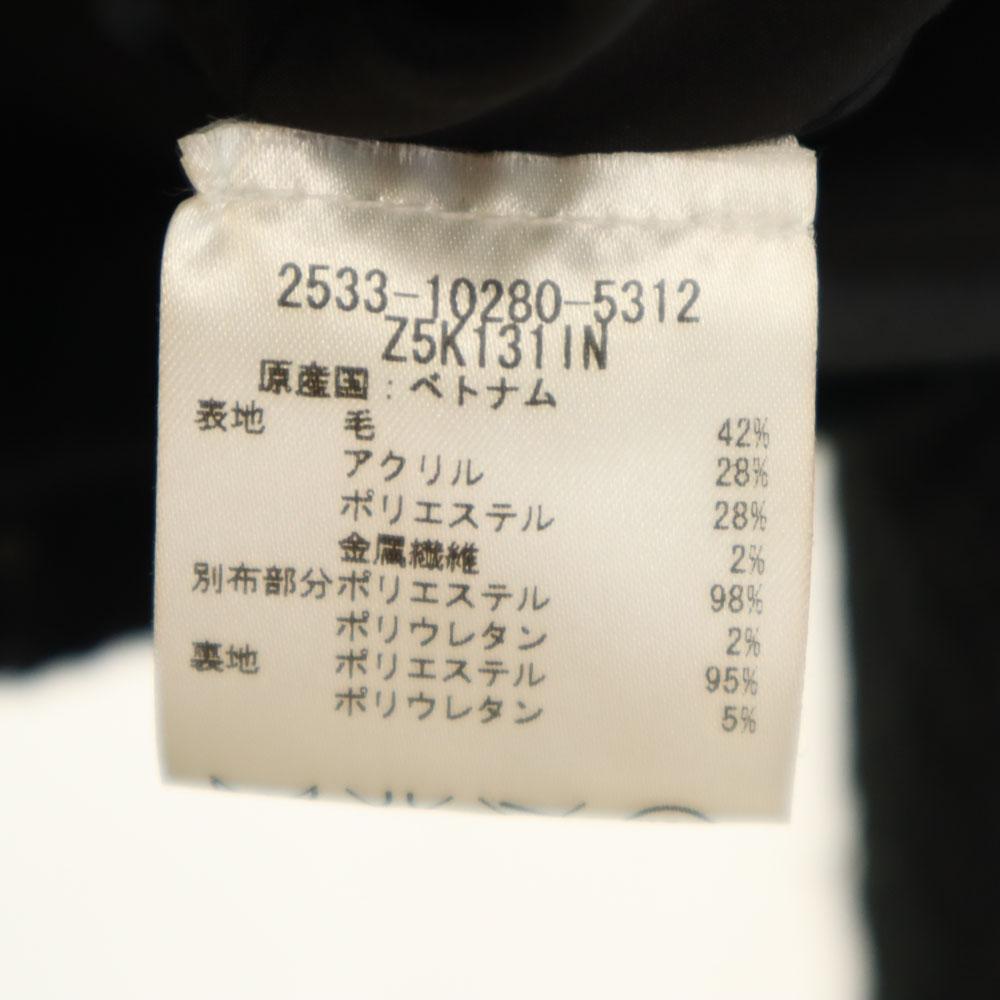 2533-10280-5312
Z5K131IN
原産国：ベトナム
表地 毛 42%
アクリル 28%
ポリエステル 28%
金属繊維 2%
別布部分 ポリエステル 98%
ポリウレタン 2%
裏地 ポリエステル 95%
ポリウレタン 5%